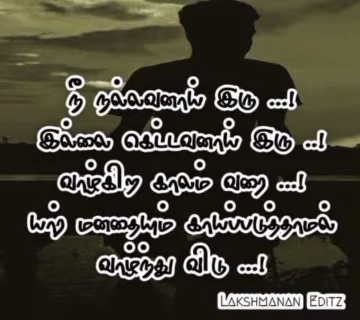 நீ நல்லவனாய் இரு ...!
இல்லை கெட்டவனாய் இரு ..!
வாழ்கிற காலம் வரை ...!
யார் மனதையும் காயப்படுத்தாமல்
வாழ்ந்து விடு ...!
Lakshmanan Editz